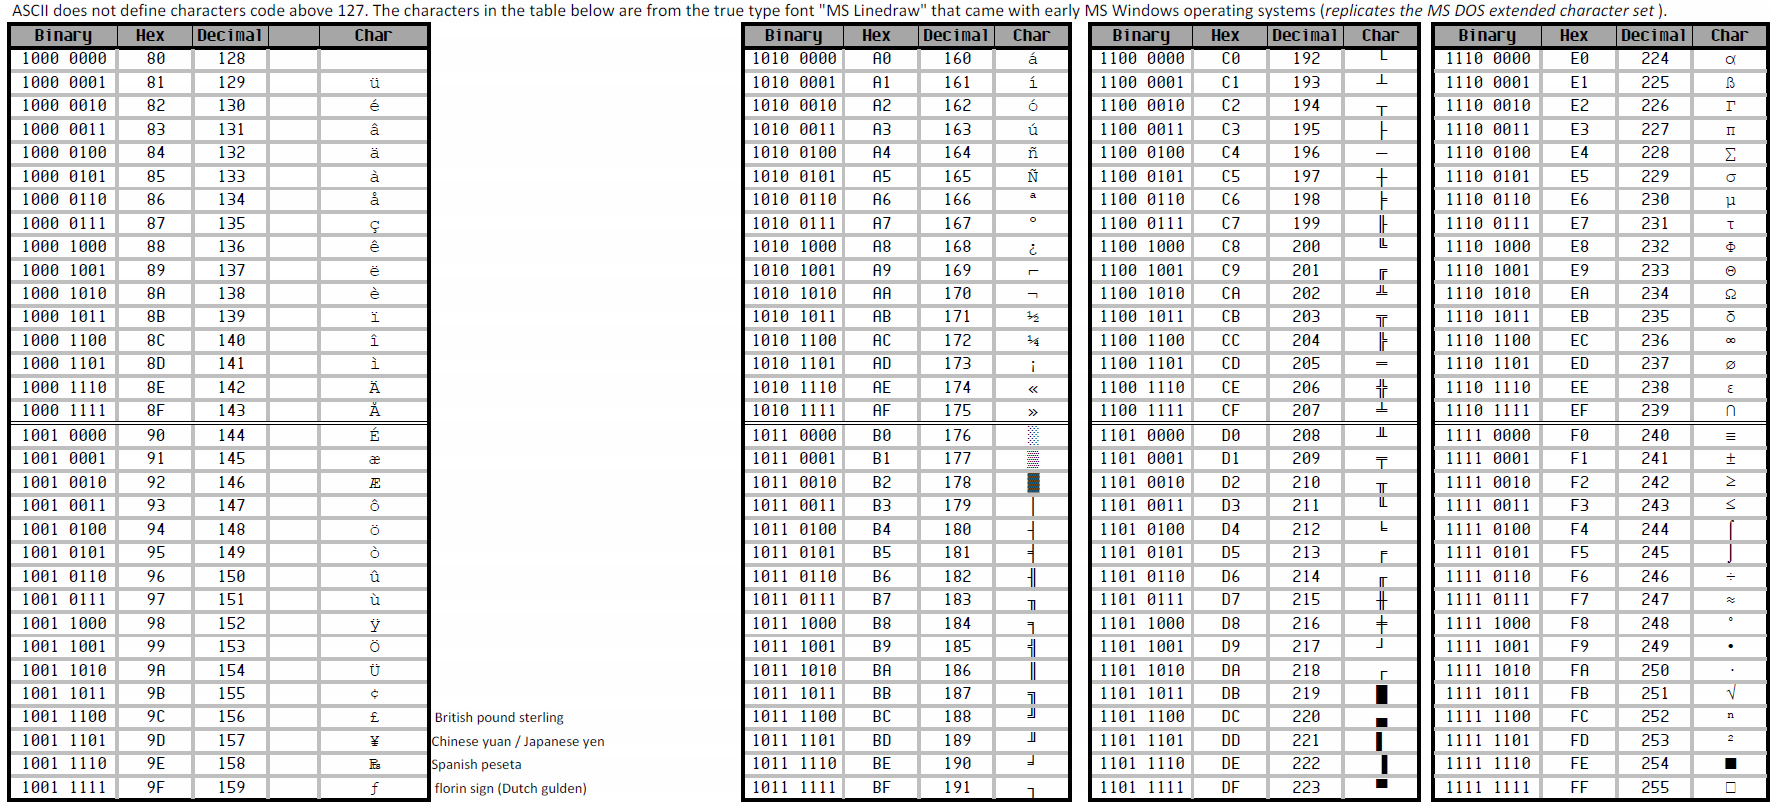 ASCII does not define characters code above 127. The characters in the table below are from the true type font "MS Linedraw" that came with early MS Windows operating systems (replicates the MS DOS extended character set ).
Binary Hex Decimal Char Binary Hex Decimal Char Binary Hex Decimal Char Binary Hex Decimal Char
1000 0000 80 128 1010 0000 A0 160 á 1100 0000 C0 192 └ 1110 0000 E0 224 α
1000 0001 81 129 ü 1010 0001 A1 161 í 1100 0001 C1 193 ┴ 1110 0001 E1 225 ß
1000 0010 82 130 é 1010 0010 A2 162 ó 1100 0010 C2 194 ┬ 1110 0010 E2 226 Γ
1000 0011 83 131 â 1010 0011 A3 163 ú 1100 0011 C3 195 ├ 1110 0011 E3 227 π
1000 0100 84 132 ä 1010 0100 A4 164 ñ 1100 0100 C4 196 ─ 1110 0100 E4 228 Σ
1000 0101 85 133 à 1010 0101 A5 165 Ñ 1100 0101 C5 197 ┼ 1110 0101 E5 229 σ
1000 0110 86 134 å 1010 0110 A6 166 ª 1100 0110 C6 198 ╞ 1110 0110 E6 230 µ
1000 0111 87 135 ç 1010 0111 A7 167 º 1100 0111 C7 199 ╟ 1110 0111 E7 231 τ
1000 1000 88 136 ê 1010 1000 A8 168 ¿ 1100 1000 C8 200 ╚ 1110 1000 E8 232 Φ
1000 1001 89 137 ë 1010 1001 A9 169 ⌐ 1100 1001 C9 201 ╔ 1110 1001 E9 233 Θ
1000 1010 8A 138 è 1010 1010 AA 170 ¬ 1100 1010 CA 202 ╩ 1110 1010 EA 234 Ω
1000 1011 8B 139 ï 1010 1011 AB 171 ½ 1100 1011 CB 203 ╦ 1110 1011 EB 235 δ
1000 1100 8C 140 î 1010 1100 AC 172 ¼ 1100 1100 CC 204 ╠ 1110 1100 EC 236 ∞
1000 1101 8D 141 ì 1010 1101 AD 173 ¡ 1100 1101 CD 205 ═ 1110 1101 ED 237 ø
1000 1110 8E 142 Ä 1010 1110 AE 174 « 1100 1110 CE 206 ╬ 1110 1110 EE 238 ε
1000 1111 8F 143 Å 1010 1111 AF 175 » 1100 1111 CF 207 ╧ 1110 1111 EF 239 ∩
1001 0000 90 144 É 1011 0000 B0 176 ░ 1101 0000 D0 208 ╨ 1111 0000 F0 240 ≡
1001 0001 91 145 æ 1011 0001 B1 177 ▒ 1101 0001 D1 209 ╤ 1111 0001 F1 241 ±
1001 0010 92 146 Æ 1011 0010 B2 178 ▓ 1101 0010 D2 210 ╥ 1111 0010 F2 242 ≥
1001 0011 93 147 ô 1011 0011 B3 179 │ 1101 0011 D3 211 ╙ 1111 0011 F3 243 ≤
1001 0100 94 148 ö 1011 0100 B4 180 ┤ 1101 0100 D4 212 ╘ 1111 0100 F4 244 ⌠
1001 0101 95 149 ò 1011 0101 B5 181 ╡ 1101 0101 D5 213 ╒ 1111 0101 F5 245 ⌡
1001 0110 96 150 û 1011 0110 B6 182 ╢ 1101 0110 D6 214 ╓ 1111 0110 F6 246 ÷
1001 0111 97 151 ù 1011 0111 B7 183 ╖ 1101 0111 D7 215 ╫ 1111 0111 F7 247 ≈
1001 1000 98 152 ÿ 1011 1000 B8 184 ╕ 1101 1000 D8 216 ╪ 1111 1000 F8 248 °
1001 1001 99 153 Ö 1011 1001 B9 185 ╣ 1101 1001 D9 217 ┘ 1111 1001 F9 249 •
1001 1010 9A 154 Ü 1011 1010 BA 186 ║ 1101 1010 DA 218 ┌ 1111 1010 FA 250 ·
1001 1011 9B 155 ¢ 1011 1011 BB 187 ╗ 1101 1011 DB 219 █ 1111 1011 FB 251 √
1001 1100 9C 156 £ British pound sterling 1011 1100 BC 188 ╝ 1101 1100 DC 220 ▄ 1111 1100 FC 252 ⁿ
1001 1101 9D 157 ¥ Chinese yuan / Japanese yen 1011 1101 BD 189 ╜ 1101 1101 DD 221 ▌ 1111 1101 FD 253 ²
1001 1110 9E 158 ₧ Spanish peseta 1011 1110 BE 190 ╛ 1101 1110 DE 222 ▐ 1111 1110 FE 254 ■
1001 1111 9F 159 ƒ florin sign (Dutch gulden) 1011 1111 BF 191 ┐ 1101 1111 DF 223 ▀ 1111 1111 FF 255 □